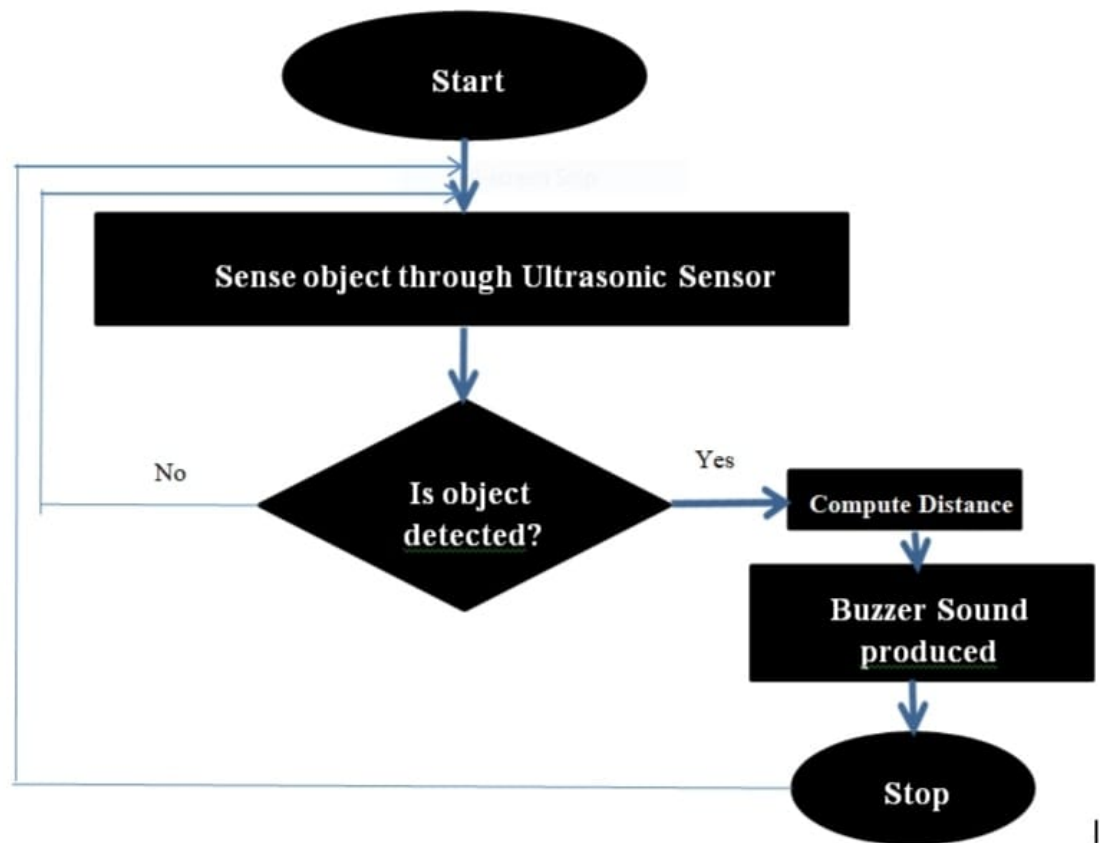 Start
Sense object through Ultrasonic Sensor
No
Yes
Is object
detected?
Compute Distance
Buzzer Sound
produced
Stop